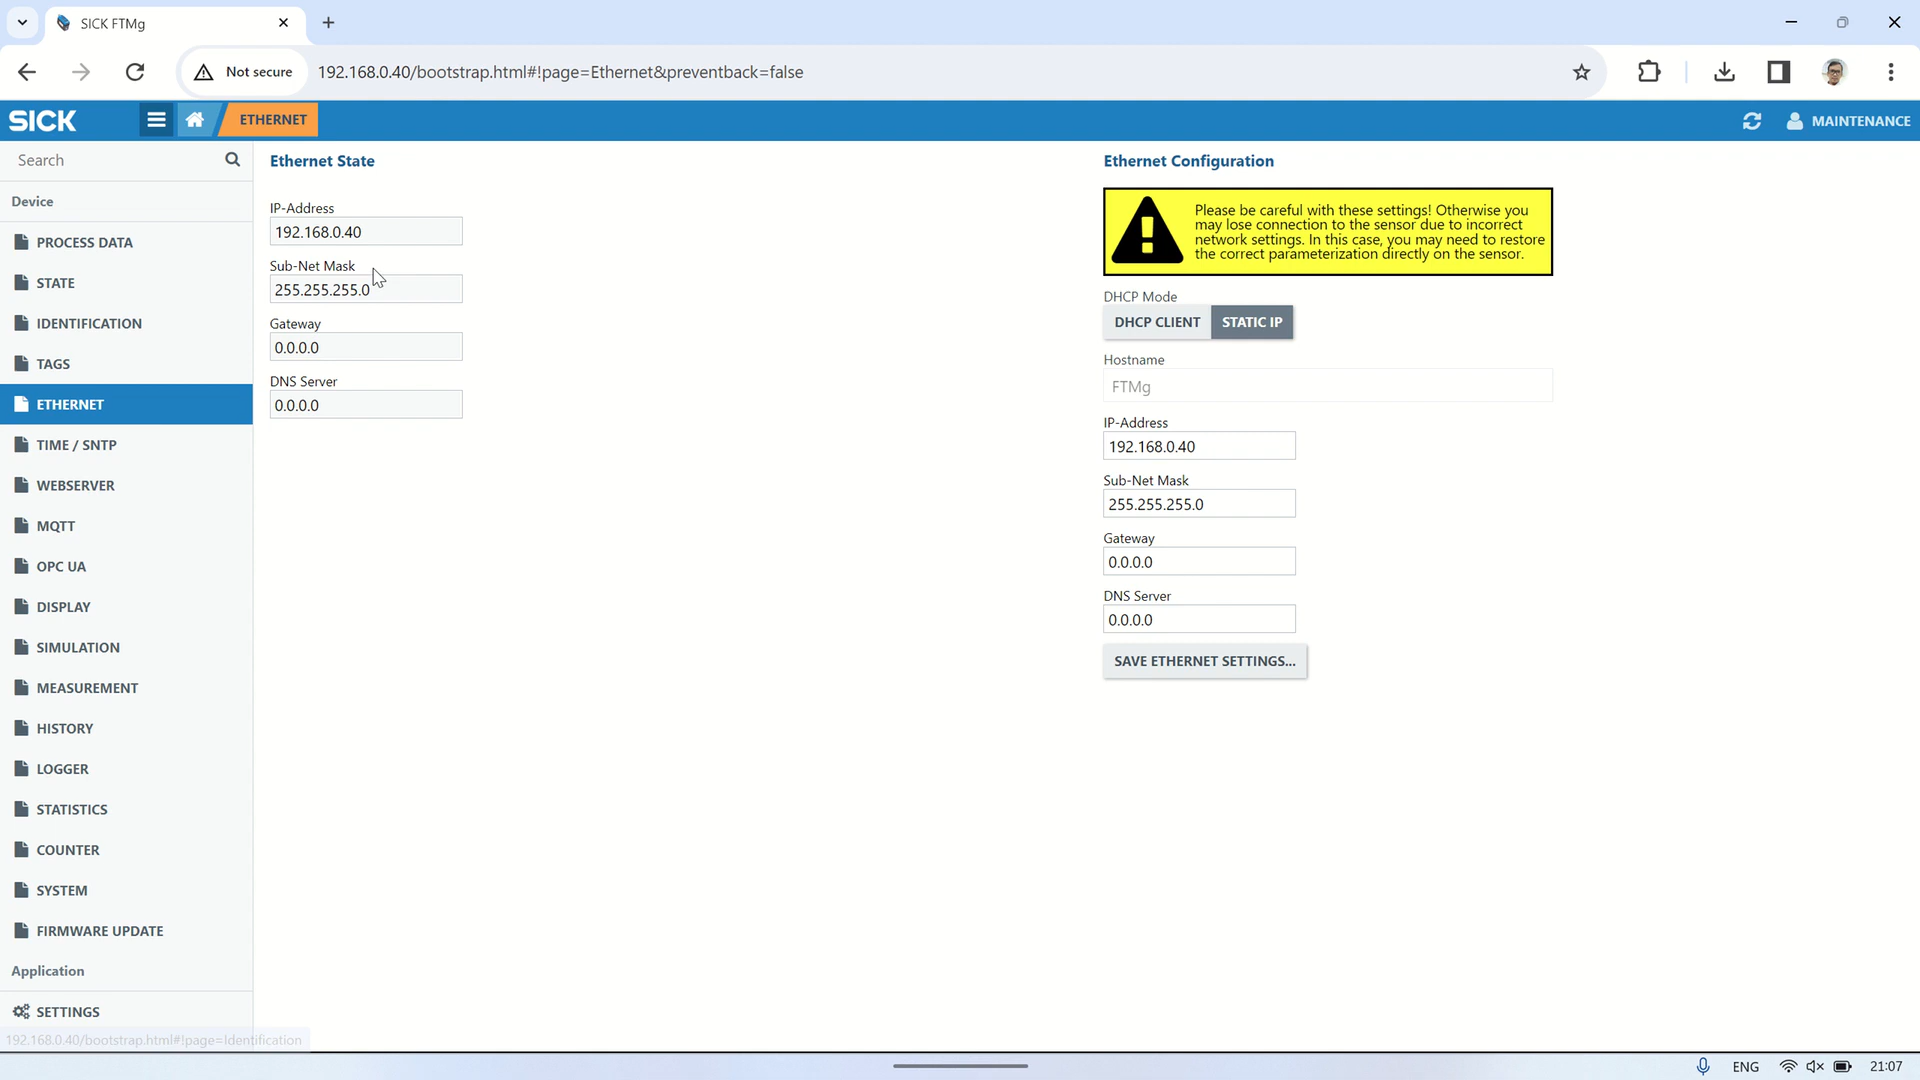 SICK FTMg
Not secure
192.168.0.40/bootstrap.html#!page=Ethernet&preventback=false
SICK
ETHERNET
MAINTENANCE
Search
Device
PROCESS DATA
STATE
IDENTIFICATION
TAGS
ETHERNET
TIME / SNTP
WEBSERVER
MQTT
OPC UA
DISPLAY
SIMULATION
MEASUREMENT
HISTORY
LOGGER
STATISTICS
COUNTER
SYSTEM
FIRMWARE UPDATE
Application
SETTINGS
192.168.0.40/bootstrap.html#!page=Identification
Ethernet State
IP-Address
192.168.0.40
Sub-Net Mask
255.255.255.0
Gateway
0.0.0.0
DNS Server
0.0.0.0
Ethernet Configuration
Please be careful with these settings! Otherwise you
may lose connection to the sensor due to incorrect
network settings. In this case, you may need to restore
the correct parameterization directly on the sensor.
DHCP Mode
DHCP CLIENT
STATIC IP
Hostname
FTMg
IP-Address
192.168.0.40
Sub-Net Mask
255.255.255.0
Gateway
0.0.0.0
DNS Server
0.0.0.0
SAVE ETHERNET SETTINGS...
ENG
21:07